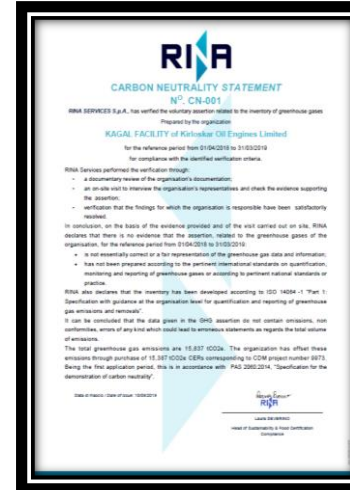 RINA
CARBON NEUTRALITY STATEMENT
N°. CN-001
RINA SERVICES S.p.A., has verified the voluntary assertion related to the inventory of greenhouse gases
Prepared by the organization
KAGAL FACILITY of Kirloskar Oil Engines Limited
for the reference period from 01/04/2018 to 31/03/2019
for compliance with the identified verification criteria.
RINA Services performed the verification through:
- a documentary review of the organisation's documentation;
- an on-site visit to interview the organisation's representatives and check the evidence supporting
the assertion;
- verification that the findings for which the organisation is responsible have been satisfactorily
resolved.
In conclusion, on the basis of the evidence provided and of the visit carried out on site, RINA
declares that there is no evidence that the assertion, related to the greenhouse gases of the
organisation, for the reference period from 01/04/2018 to 31/03/2019:
• is not essentially correct or a fair representation of the greenhouse gas data and information;
• has not been prepared according to the pertinent international standards on quantification,
monitoring and reporting of greenhouse gases or according to pertinent national standards or
practice.
RINA also declares that the inventory has been developed according to ISO 14064 -1 "Part 1:
Specification with guidance at the organisation level for quantification and reporting of greenhouse
gas emissions and removals".
It can be concluded that the data given in the GHG assertion do not contain omissions, non
conformities, errors of any kind which could lead to erroneous statements as regards the total volume
of emissions.
The total greenhouse gas emissions are tCO2e. The organization has offset these
emissions through purchase of tCO2e CERs corresponding to CDM project number
Being the first application period, this is in accordance with PAS 2060:2014, "Specification for the
demonstration of carbon neutrality".
RINA
Head of Sustainability & Food Certification
Compliance